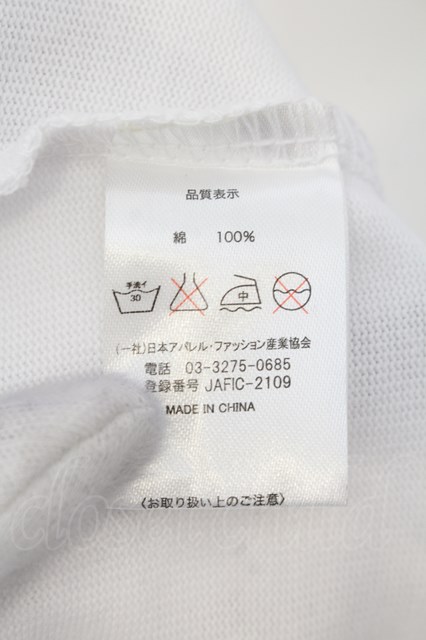 品質表示
綿 100%
手洗イ
30
中
(一社)日本アパレル・ファッション産業協会
電話 03-3275-0685
登録番号 JAFIC-2109
MADE IN CHINA
〈お取り扱い上のご注意〉